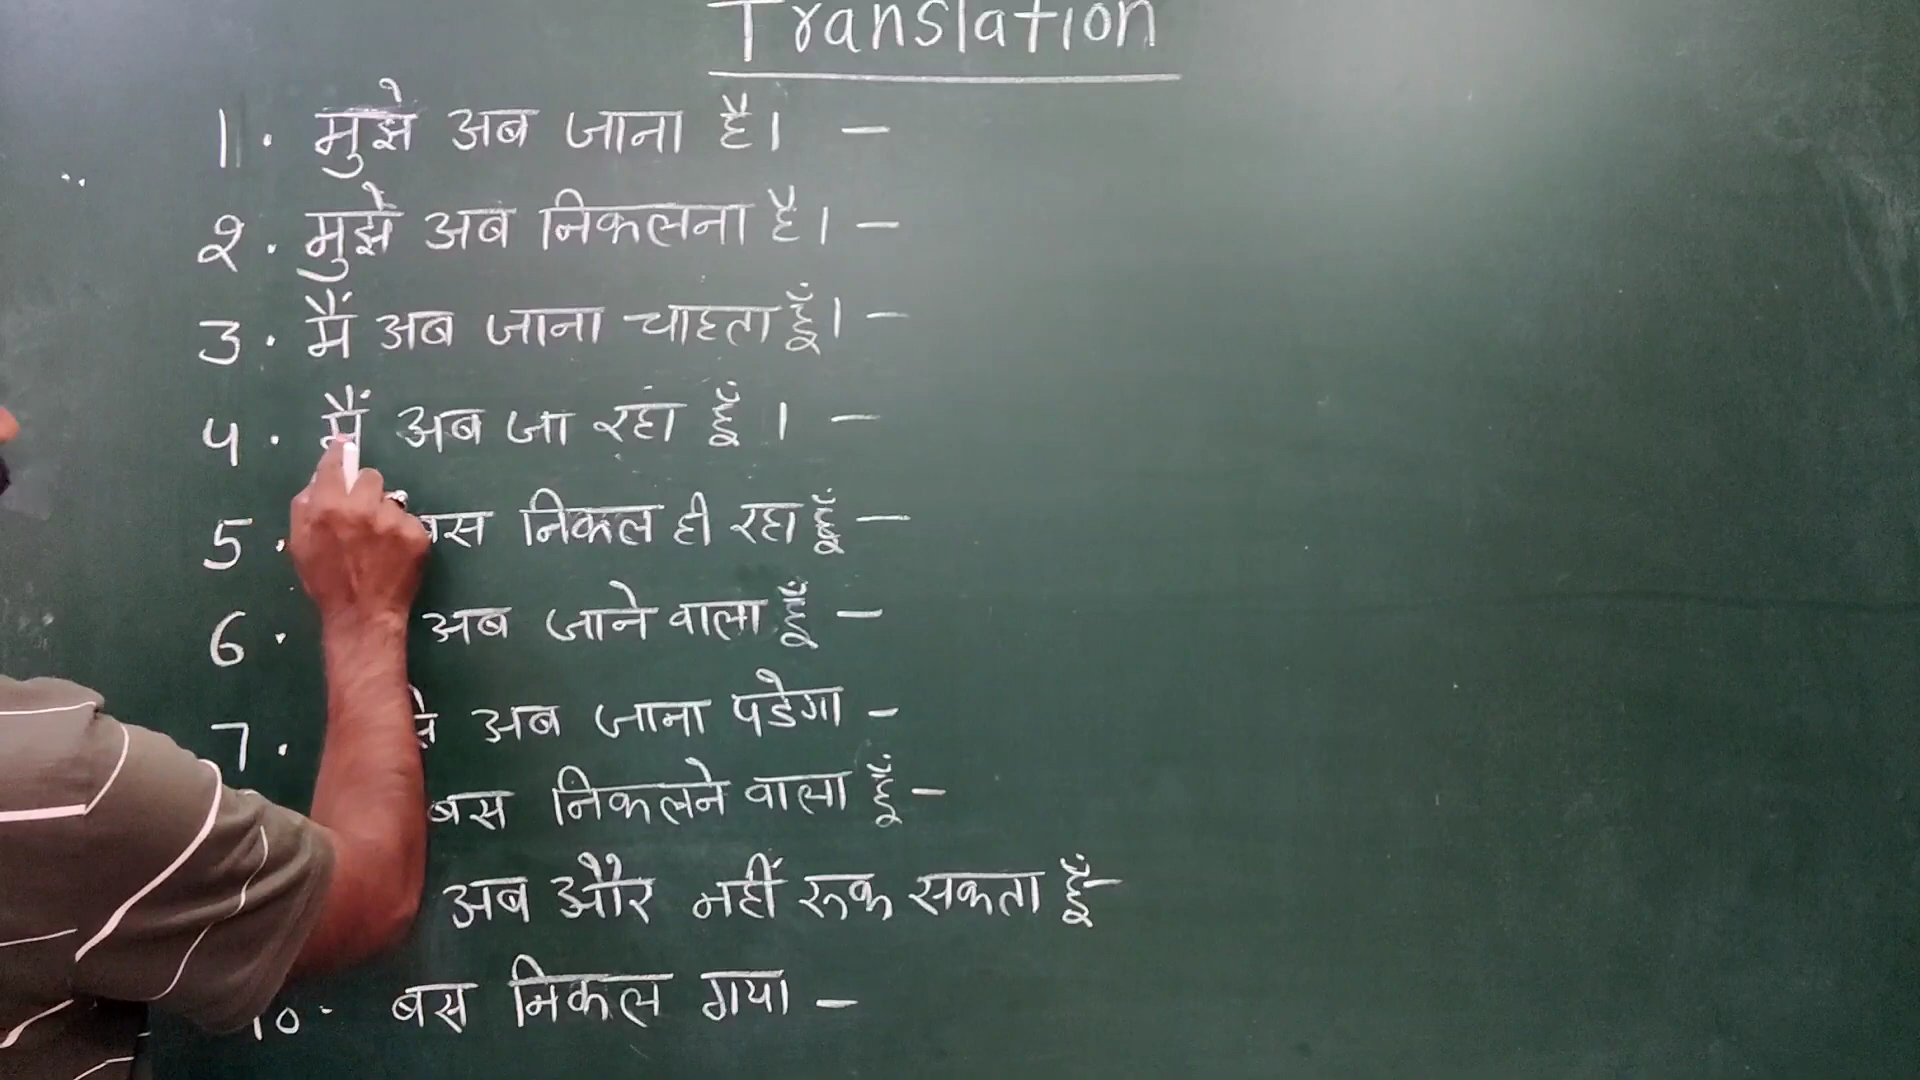 Translation
1. मुझे अब जाना है। –
2. मुझे अब निकलना है। –
3. मैं अब जाना चाहता हूँ। –
4. मैं अब जा रहा हूँ । –
5. बस निकल ही रहा हूँ –
6. अब जाने वाला हूँ –
7. अब जाना पडेगा –
बस निकलने वाला हूँ –
अब और नहीं रूक सकता हूँ –
10. बस निकल गया –